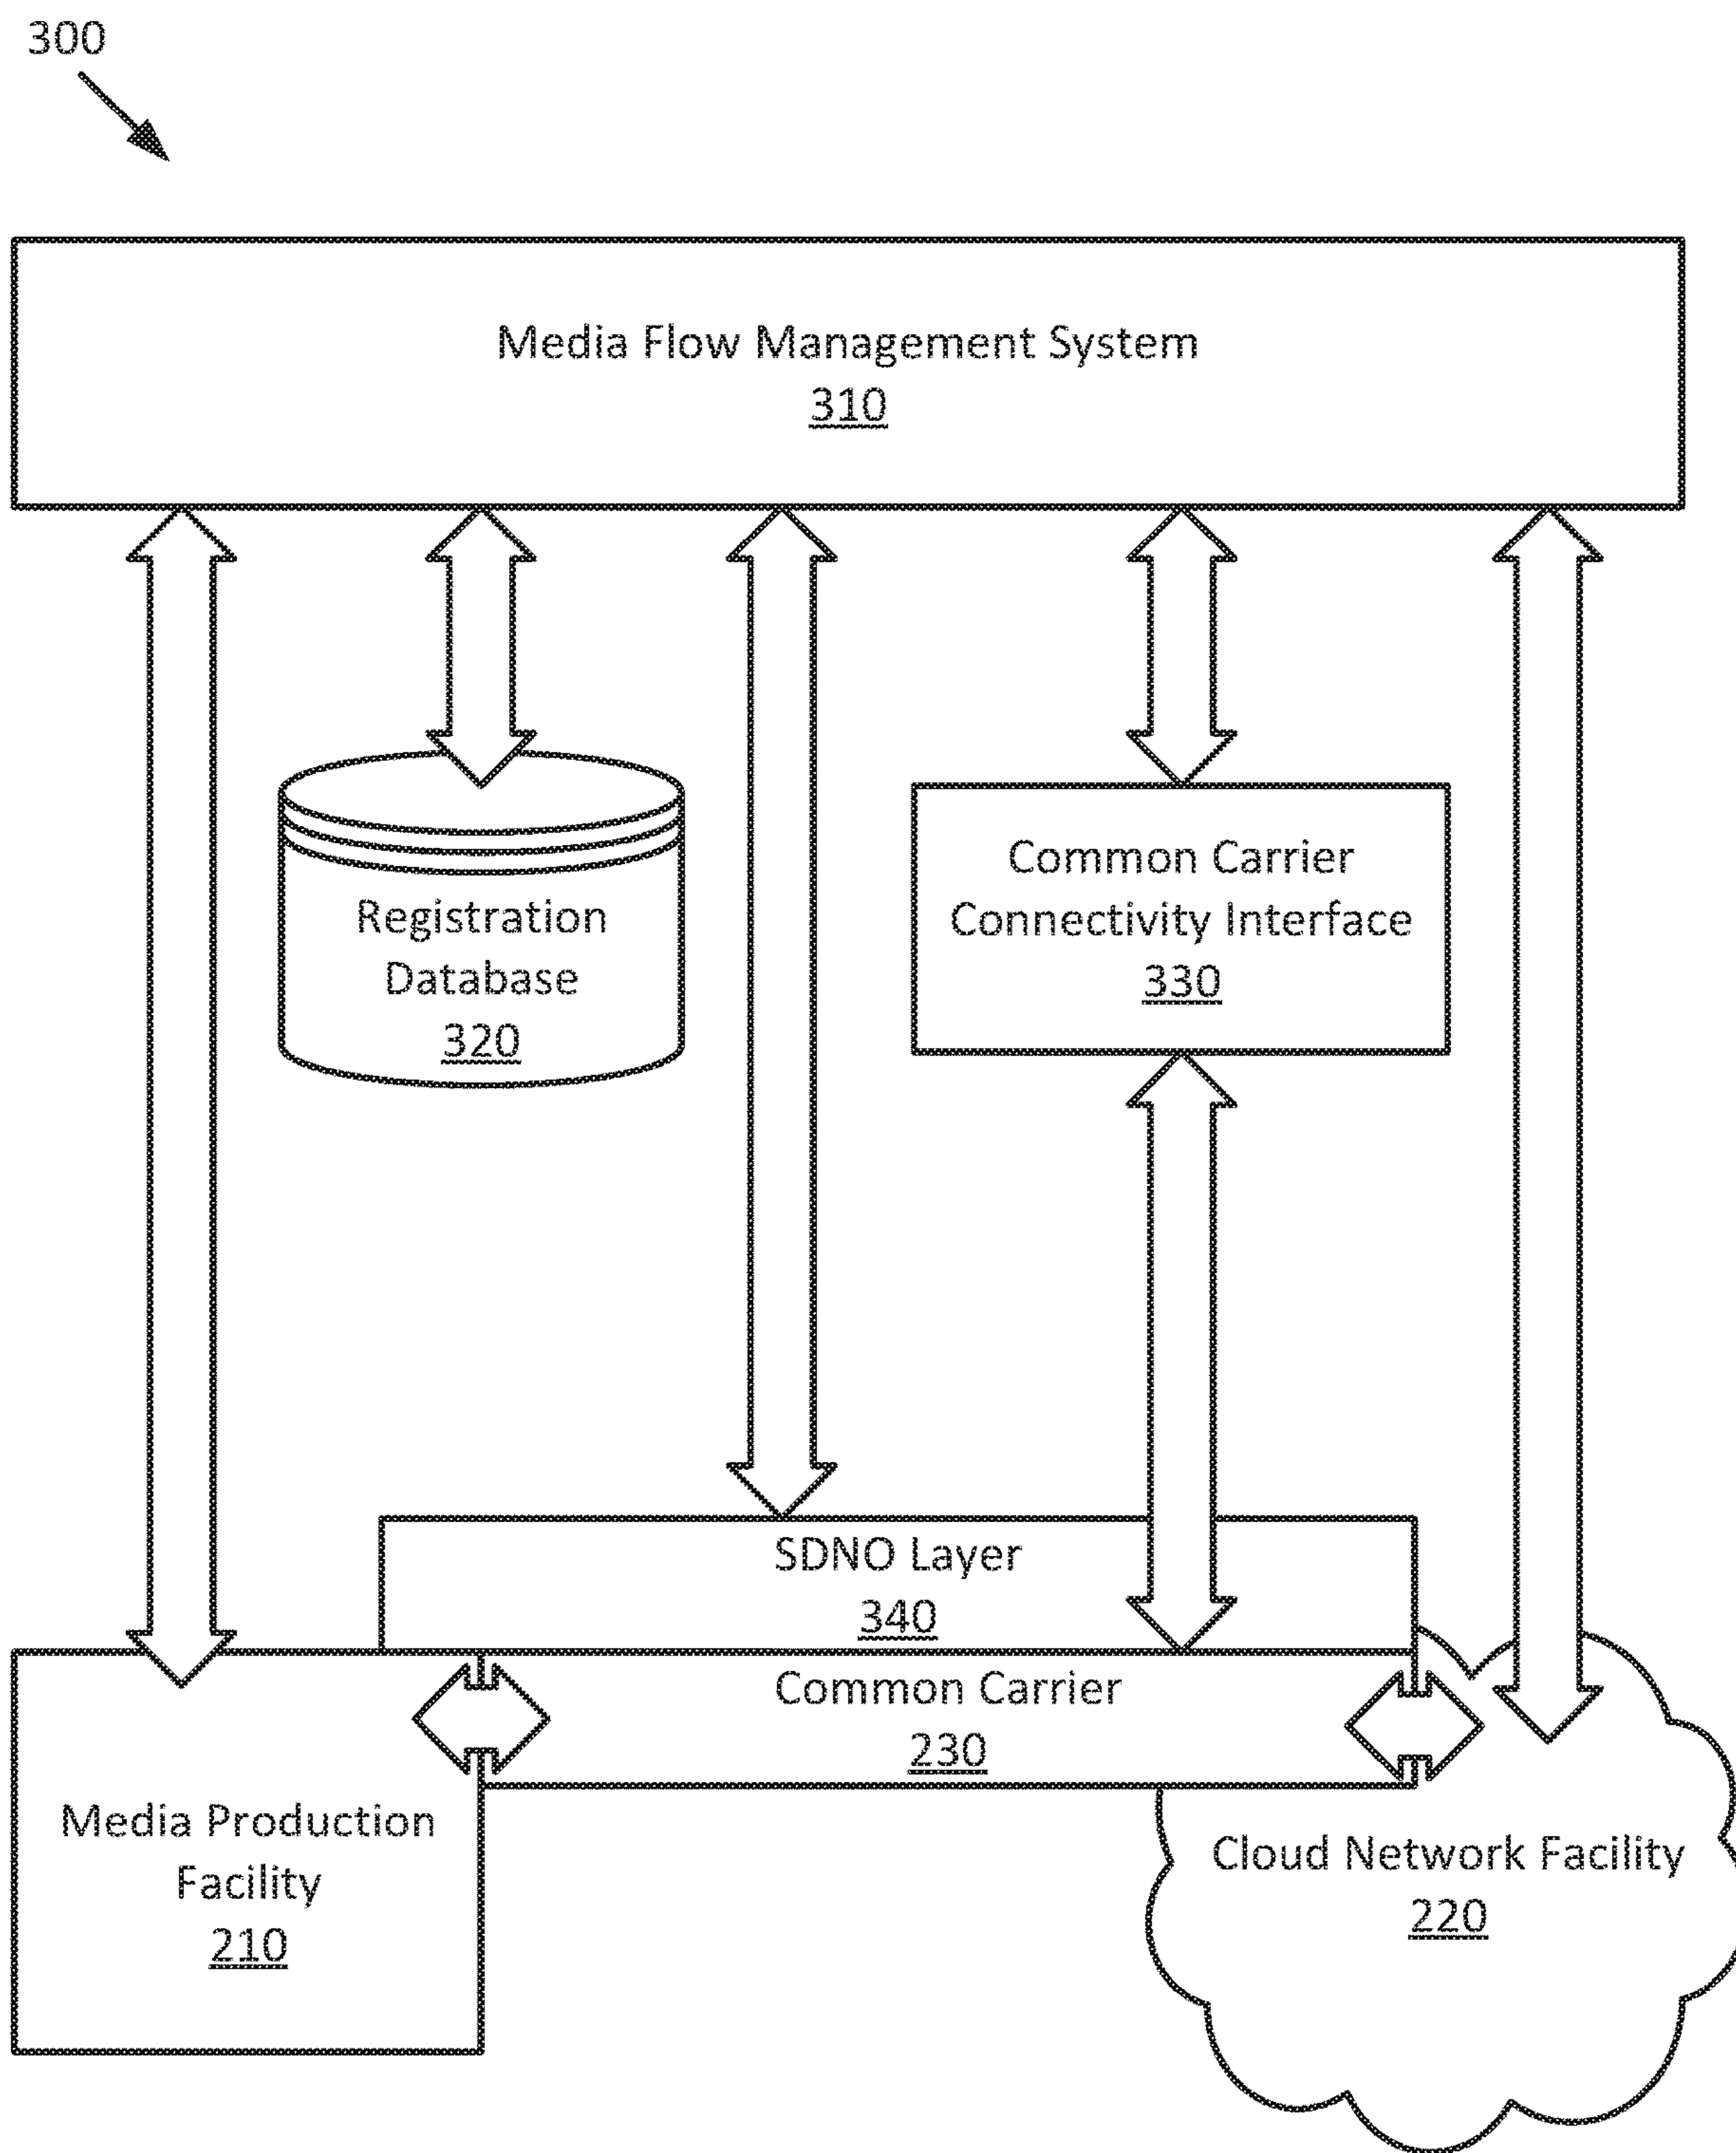 300
Media Flow Management System
310
Registration
Database
320
Common Carrier
Connectivity Interface
330
SDNO Layer
340
Common Carrier
230
Media Production
Facility
210
Cloud Network Facility
220